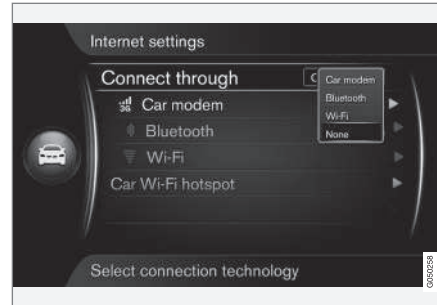 Internet settings
Connect through
C
Car modem
Bluetooth
Wi-Fi
None
3G
Car modem
Bluetooth
Wi-Fi
Car Wi-Fi hotspot
Select connection technology
G050258